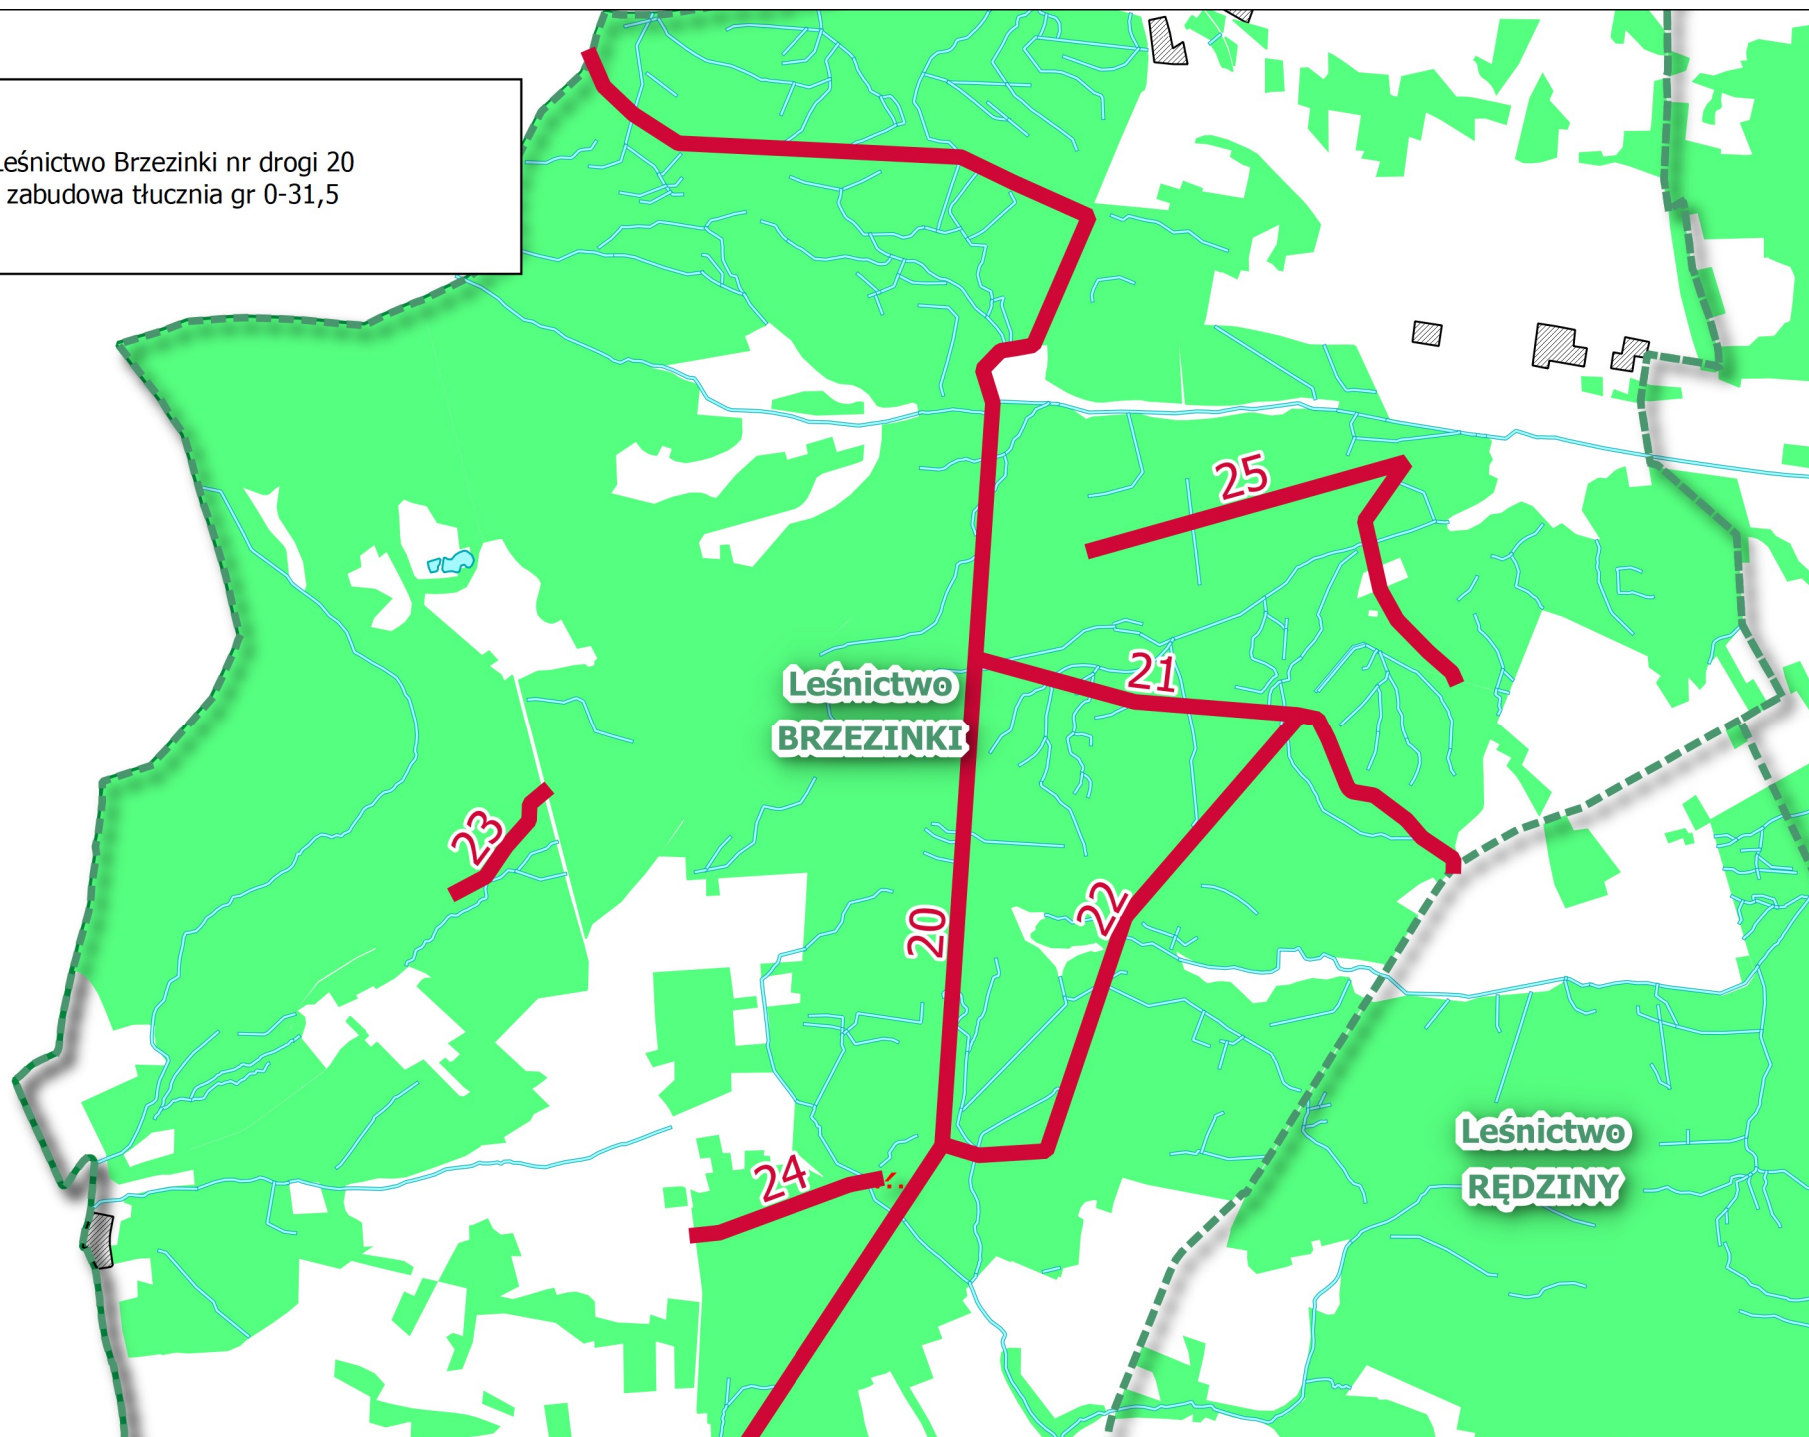 Leśnictwo Brzezinki nr drogi 20
zabudowa tłucznia gr 0-31,5
25
21
Leśnictwo
BRZEZINKI
23
22
20
Leśnictwo
RĘDZINY
24